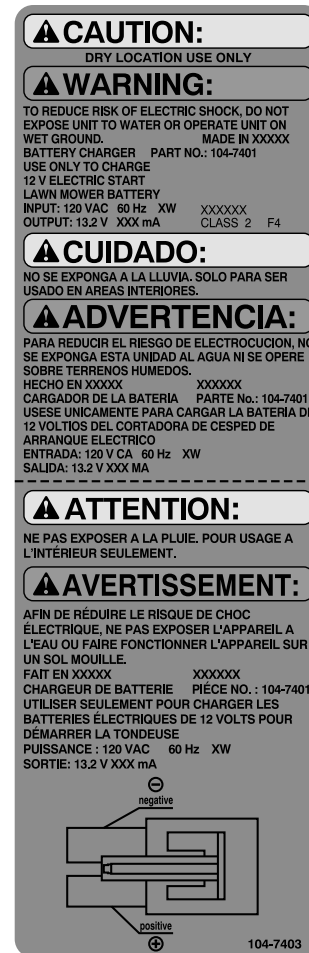 CAUTION:
DRY LOCATION USE ONLY
WARNING:
TO REDUCE RISK OF ELECTRIC SHOCK, DO NOT
EXPOSE UNIT TO WATER OR OPERATE UNIT ON
WET GROUND. MADE IN XXXXX
BATTERY CHARGER PART NO.: 104-7401
USE ONLY TO CHARGE
12 V ELECTRIC START
LAWN MOWER BATTERY
INPUT: 120 VAC 60 Hz XW XXXXXX
OUTPUT: 13.2 V XXX mA CLASS 2 F4
CUIDADO:
NO SE EXPONGA A LA LLUVIA. SOLO PARA SER
USADO EN AREAS INTERIORES.
ADVERTENCIA:
PARA REDUCIR EL RIESGO DE ELECTROCUCION, NO
SE EXPONGA ESTA UNIDAD AL AGUA NI SE OPERE
SOBRE TERRENOS HUMEDOS.
HECHO EN XXXXX XXXXXX
CARGADOR DE LA BATERIA PARTE No.: 104-7401
USESE UNICAMENTE PARA CARGAR LA BATERIA DE
12 VOLTIOS DEL CORTADORA DE CESPED DE
ARRANQUE ELECTRICO
ENTRADA: 120 V CA 60 Hz XW
SALIDA: 13.2 V XXX MA
ATTENTION:
NE PAS EXPOSER A LA PLUIE. POUR USAGE A
L'INTÉRIEUR SEULEMENT.
AVERTISSEMENT:
AFIN DE RÉDUIRE LE RISQUE DE CHOC
ÉLECTRIQUE, NE PAS EXPOSER L'APPAREIL A
L'EAU OU FAIRE FONCTIONNER L'APPAREIL SUR
UN SOL MOUILLE.
FAIT EN XXXXX XXXXXX
CHARGEUR DE BATTERIE PIÉCE NO. : 104-7401
UTILISER SEULEMENT POUR CHARGER LES
BATTERIES ÉLECTRIQUES DE 12 VOLTS POUR
DÉMARRER LA TONDEUSE
PUISSANCE : 120 VAC 60 Hz XW
SORTIE: 13.2 V XXX mA
negative
positive
104-7403